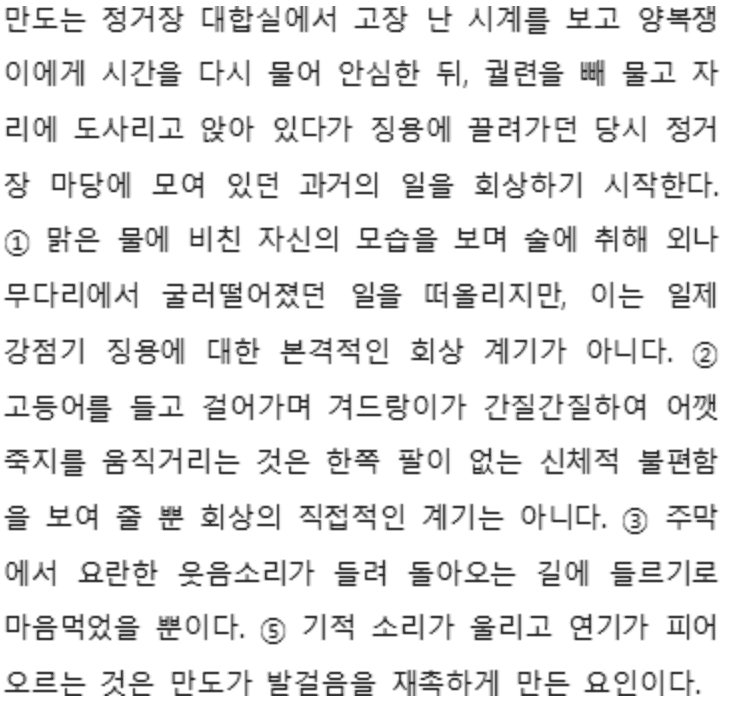 만도는 정거장 대합실에서 고장 난 시계를 보고 양복쟁
이에게 시간을 다시 물어 안심한 뒤, 궐련을 빼 물고 자
리에 도사리고 앉아 있다가 징용에 끌려가던 당시 정거
장 마당에 모여 있던 과거의 일을 회상하기 시작한다.
① 맑은 물에 비친 자신의 모습을 보며 술에 취해 외나
무다리에서 굴러떨어졌던 일을 떠올리지만, 이는 일제
강점기 징용에 대한 본격적인 회상 계기가 아니다. ②
고등어를 들고 걸어가며 겨드랑이가 간질간질하여 어깻
죽지를 움직거리는 것은 한쪽 팔이 없는 신체적 불편함
을 보여 줄 뿐 회상의 직접적인 계기는 아니다. ③ 주막
에서 요란한 웃음소리가 들려 돌아오는 길에 들르기로
마음먹었을 뿐이다. ⑤ 기적 소리가 울리고 연기가 피어
오르는 것은 만도가 발걸음을 재촉하게 만든 요인이다.